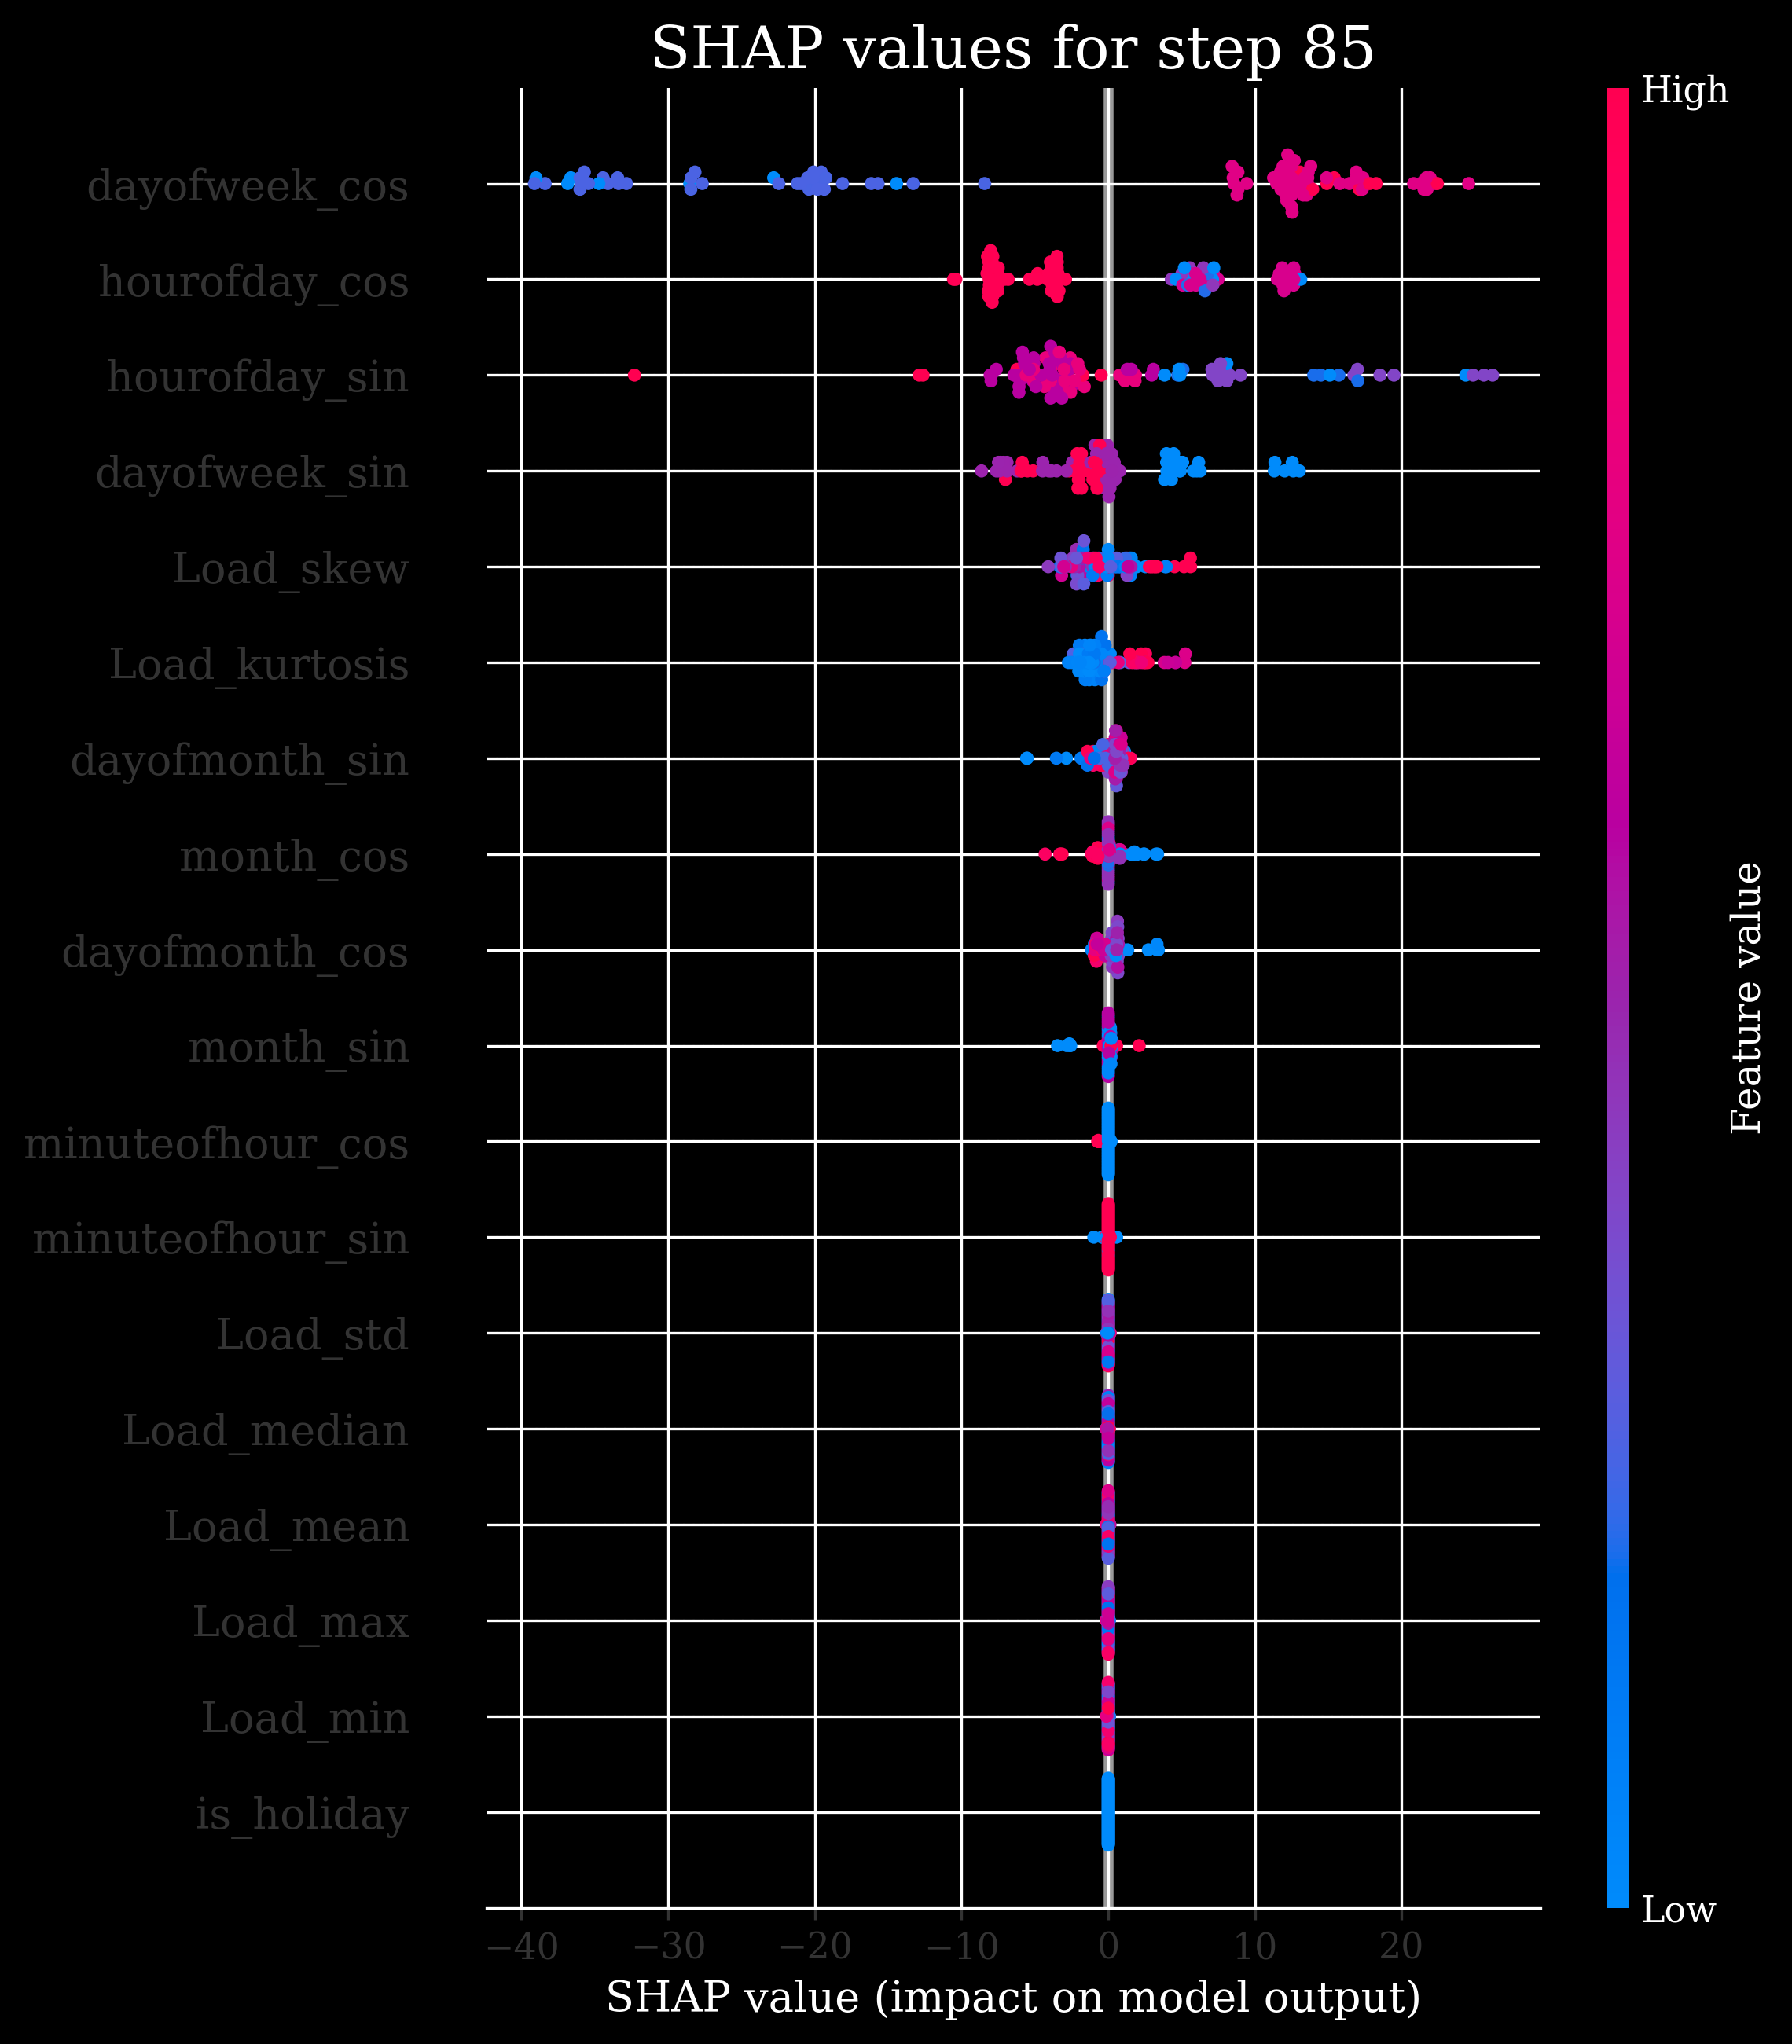 SHAP values for step 85
High
dayofweek_cos
hourofday_cos
hourofday_sin
dayofweek_sin
Load_skew
Load_kurtosis
dayofmonth_sin
month_cos
dayofmonth_cos
month_sin
minuteofhour_cos
minuteofhour_sin
Load_std
Load_median
Load_mean
Load_max
Load_min
is_holiday
Feature value
Low
−40 −30 −20 −10 0 10 20
SHAP value (impact on model output)